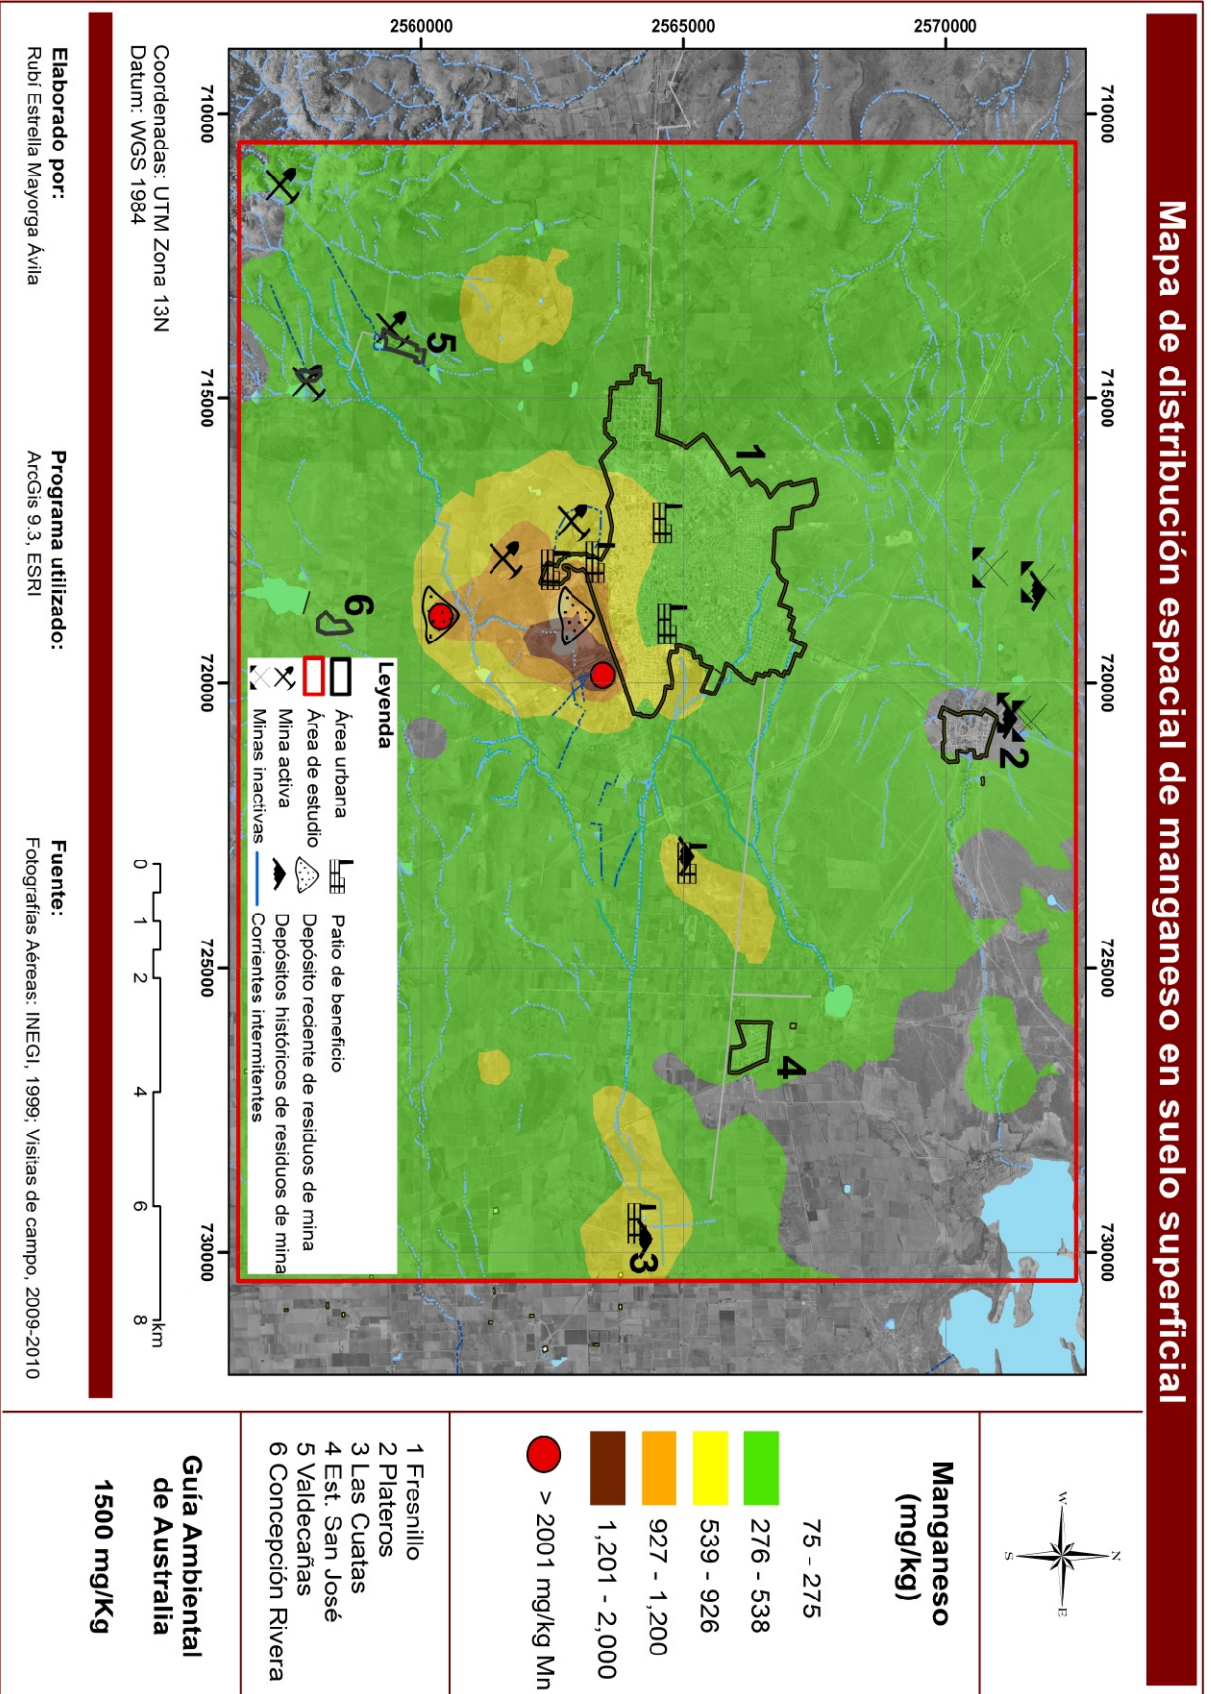 Mapa de distribución espacial de manganeso en suelo superficial
2570000
2565000
2560000
710000
715000
720000
725000
730000
1
2
3
4
5
6
Leyenda
Área urbana
Área de estudio
Mina activa
Minas inactivas
Patio de beneficio
Depósito reciente de residuos de mina
Depósitos históricos de residuos de mina
Corrientes intermitentes
N
W
E
S
Manganeso
(mg/kg)
75 - 275
276 - 538
539 - 926
927 - 1,200
1,201 - 2,000
> 2001 mg/kg Mn
1 Fresnillo
2 Plateros
3 Las Cuatas
4 Est. San José
5 Valdecañas
6 Concepción Rivera
Guía Ambiental
de Australia
1500 mg/Kg
Coordenadas: UTM Zona 13N
Datum: WGS 1984
0 1 2 4 6 8 km
Elaborado por:
Rubí Estrella Mayorga Ávila
Programa utilizado:
ArcGis 9.3, ESRI
Fuente:
Fotografías Aéreas: INEGI, 1999; Visitas de campo, 2009-2010